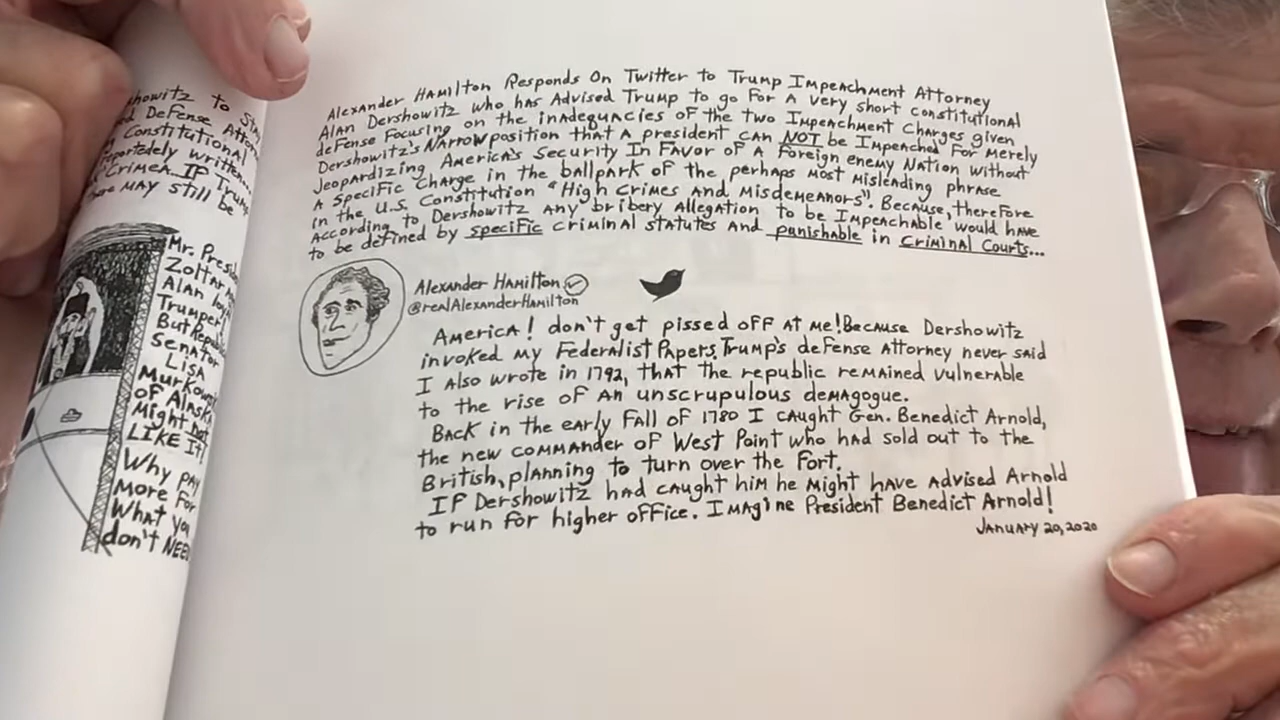 howitz to
Defense Attor
Constitutional
eportedly written...
Crimes. IF Trump
may still be
Mr. Presid
Zoltar
Alan
Trumper
But Repub
Senator
Lisa
Murkows
of Alaska
Might not
LIKE It!
Why pay
More For
What you
don't NEED
Alexander Hamilton Responds On Twitter to Trump Impeachment Attorney
Alan Dershowitz who has Advised Trump to go For A very short constitutional
deFense Focusing on the inadequacies of the two Impeachment Charges given
Dershowitz's Narrow position that A president can NOT be Impeached For Merely
Jeopardizing America's Security In Favor of A Foreign enemy Nation without
A Specific Charge in the ballpark of the perhaps most misleading phrase
in the U.S. Constitution "High Crimes And Misdemeanors". Because, therefore
According to Dershowitz Any bribery Allegation to be Impeachable would have
to be defined by specific criminal statutes And punishable in Criminal Courts...
Alexander Hamilton
@realAlexanderHamilton
America! don't get pissed off At me! Because Dershowitz
invoked my Federalist Papers, Trump's defense Attorney never said
I Also wrote in 1792, that the republic remained vulnerable
to the rise of An unscrupulous demagogue.
Back in the early Fall of 1780 I caught Gen. Benedict Arnold,
the new commander of West Point who had sold out to the
British, planning to turn over the Fort.
IF Dershowitz had caught him he might have Advised Arnold
to run for higher office. Imagine President Benedict Arnold!
January 20, 2020